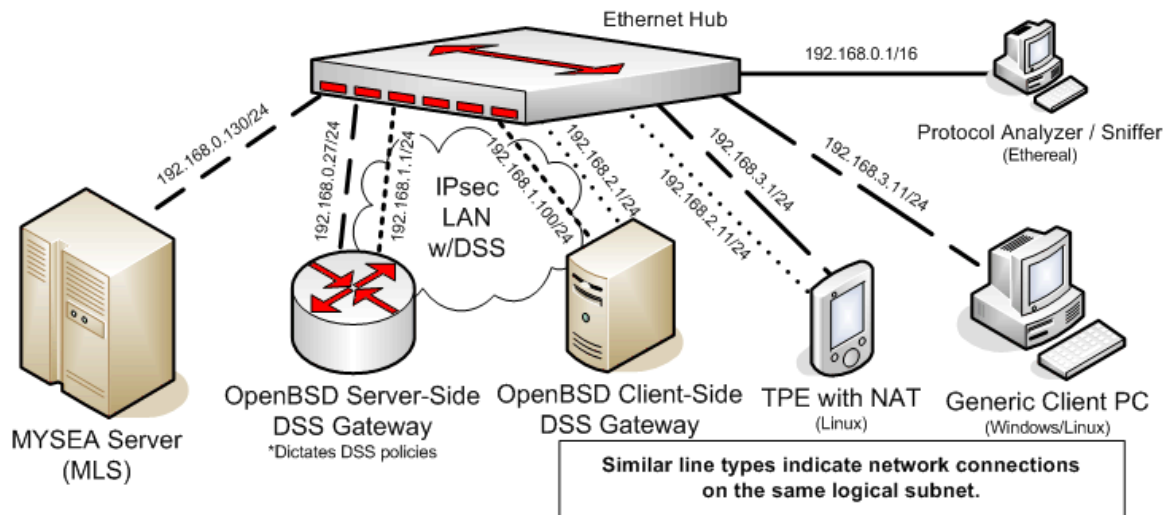 Ethernet Hub
192.168.0.1/16
Protocol Analyzer / Sniffer
(Ethereal)
192.168.0.130/24
192.168.0.27/24
192.168.1.1/24
IPsec
LAN
w/DSS
192.168.1.100/24
192.168.2.1/24
192.168.2.11/24
192.168.3.1/24
192.168.3.11/24
MYSEA Server
(MLS)
OpenBSD Server-Side
DSS Gateway
*Dictates DSS policies
OpenBSD Client-Side
DSS Gateway
TPE with NAT
(Linux)
Generic Client PC
(Windows/Linux)
Similar line types indicate network connections
on the same logical subnet.